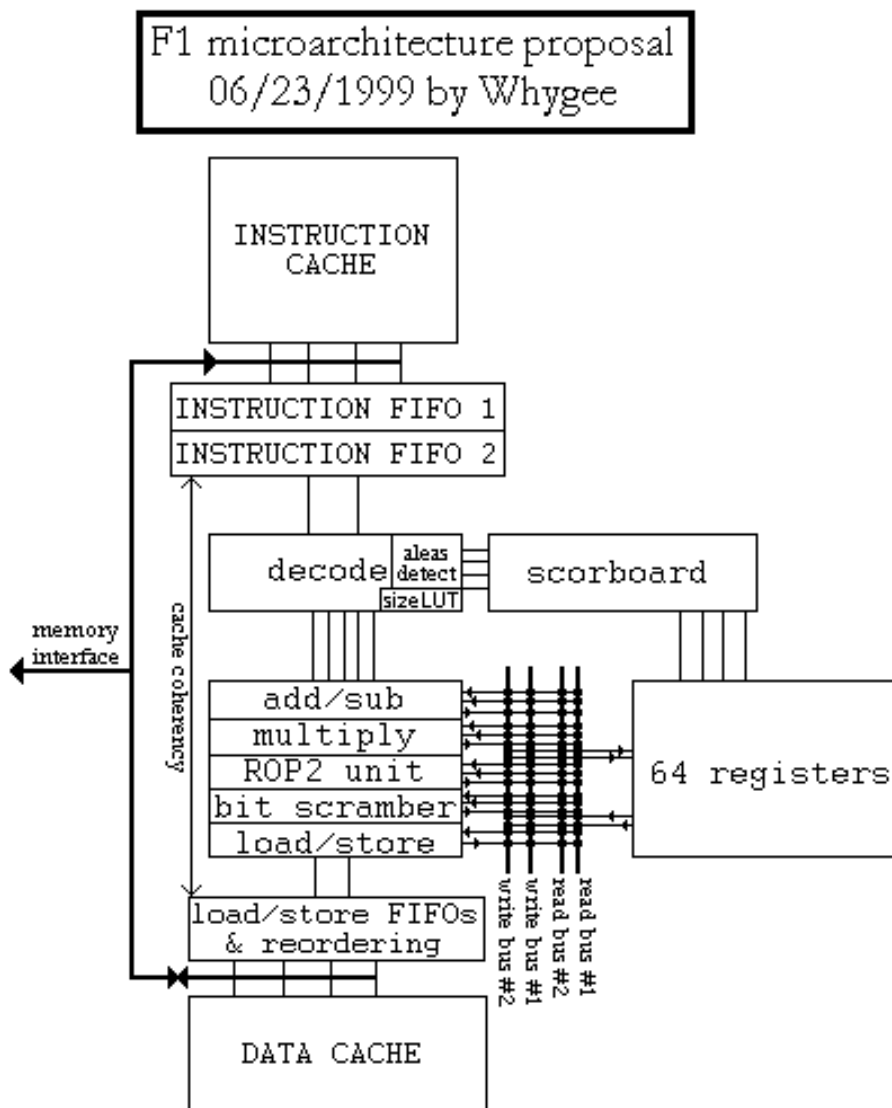 F1 microarchitecture proposal
06/23/1999 by Whygee
INSTRUCTION
CACHE
INSTRUCTION FIFO 1
INSTRUCTION FIFO 2
decode
aleas
detect
sizeLUT
scorboard
cache coherency
memory
interface
add/sub
multiply
ROP2 unit
bit scramber
load/store
64 registers
write bus #2
write bus #1
read bus #2
read bus #1
load/store FIFOs
& reordering
DATA CACHE